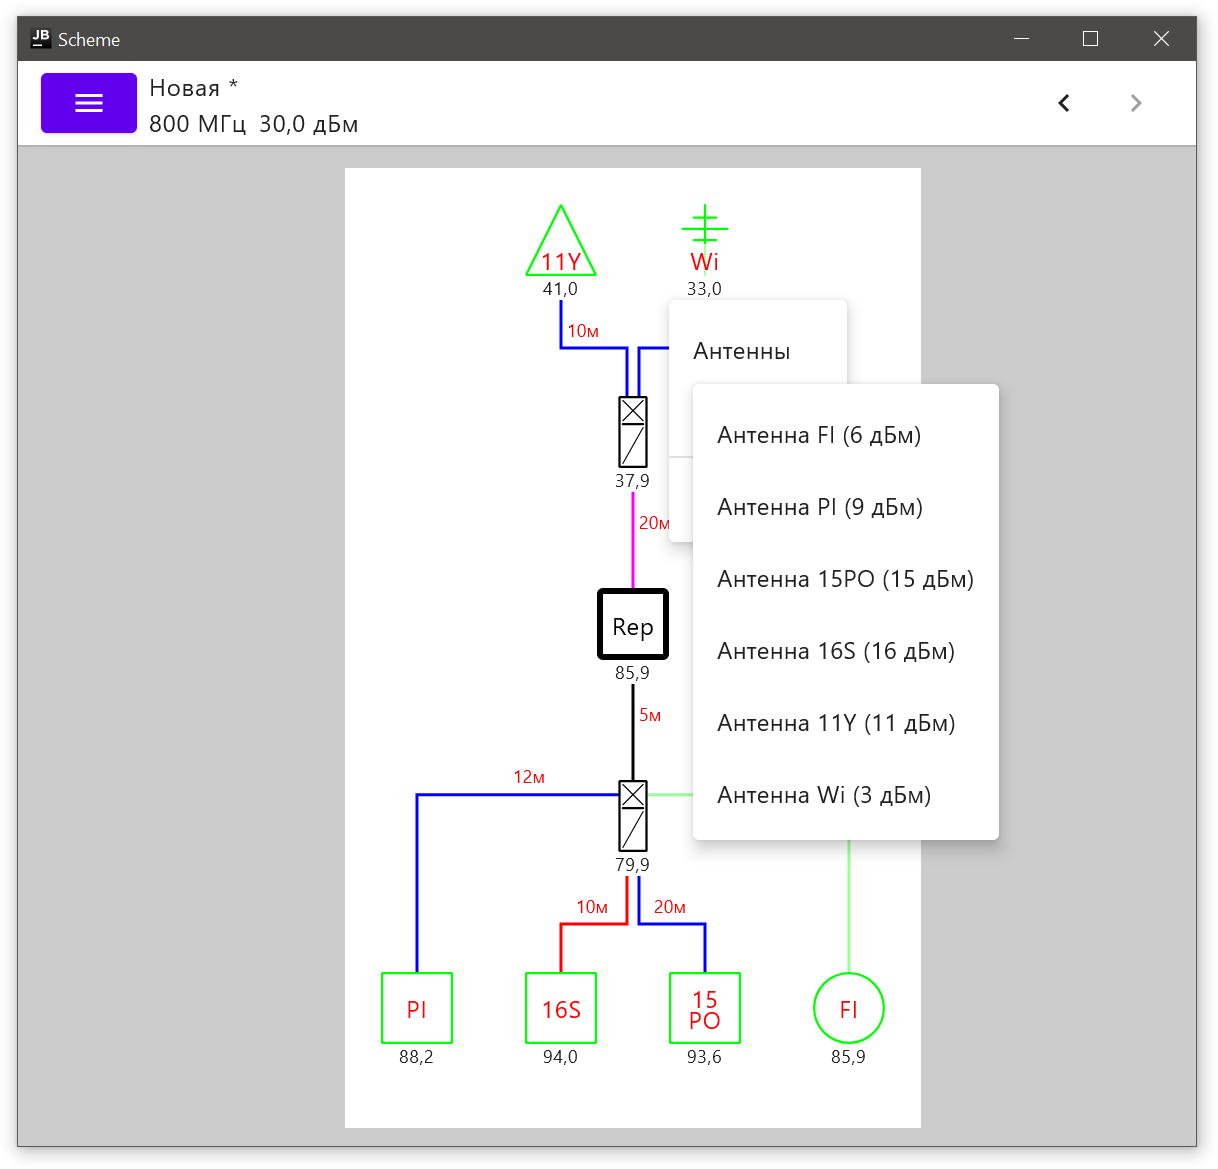 JB Scheme
Новая *
800 МГц 30,0 дБм
11Y
Wi
41,0
33,0
10м
Антенны
Антенна FI (6 дБм)
37,9
Антенна PI (9 дБм)
20м
Антенна 15PO (15 дБм)
Rep
Антенна 16S (16 дБм)
85,9
5м
Антенна 11Y (11 дБм)
12м
Антенна Wi (3 дБм)
79,9
10м
20м
PI
16S
15
PO
FI
88,2
94,0
93,6
85,9